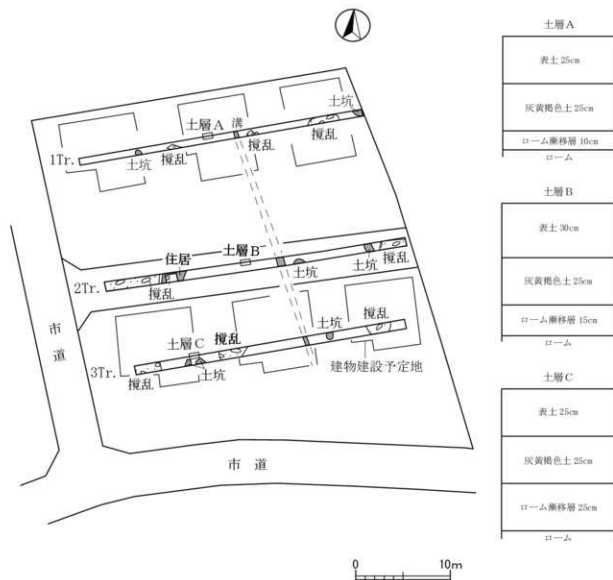 土層A
表土 25cm
灰黄褐色土 25cm
ローム漸移層 10cm
ローム
土層B
表土 30cm
灰黄褐色土 25cm
ローム漸移層 15cm
ローム
土層C
表土 25cm
灰黄褐色土 25cm
ローム漸移層 25cm
ローム
土坑
土層A
溝
1Tr.
土坑
撹乱
撹乱
撹乱
住居
土層B
2Tr.
撹乱
土坑
土坑
撹乱
土層C
撹乱
土坑
撹乱
3Tr.
撹乱
土坑
建物建設予定地
市道
市道
0
10m